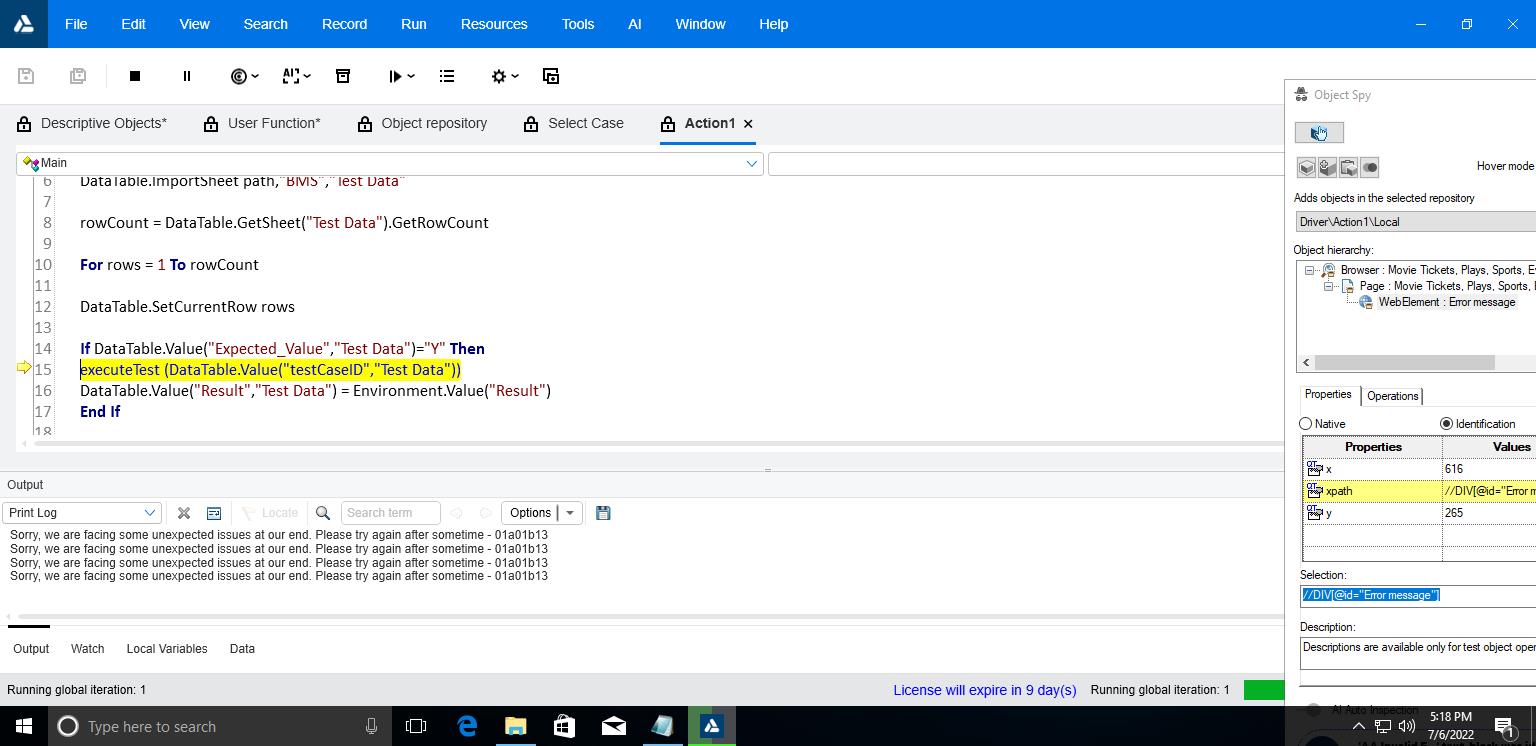 File Edit View Search Record Run Resources Tools AI Window Help
Descriptive Objects* User Function* Object repository Select Case Action1
Main
6 DataTable.ImportSheet path,"BMS","Test Data"
7
8 rowCount = DataTable.GetSheet("Test Data").GetRowCount
9
10 For rows = 1 To rowCount
11
12 DataTable.SetCurrentRow rows
13
14 If DataTable.Value("Expected_Value","Test Data")="Y" Then
15 executeTest (DataTable.Value("testCaseID","Test Data"))
16 DataTable.Value("Result","Test Data") = Environment.Value("Result")
17 End If
18
Output
Print Log Locate Search term Options
Sorry, we are facing some unexpected issues at our end. Please try again after sometime - 01a01b13
Sorry, we are facing some unexpected issues at our end. Please try again after sometime - 01a01b13
Sorry, we are facing some unexpected issues at our end. Please try again after sometime - 01a01b13
Sorry, we are facing some unexpected issues at our end. Please try again after sometime - 01a01b13
Output Watch Local Variables Data
Running global iteration: 1 License will expire in 9 day(s) Running global iteration: 1
Object Spy
Hover mode
Adds objects in the selected repository
Driver\Action1\Local
Object hierarchy:
Browser : Movie Tickets, Plays, Sports, E
Page : Movie Tickets, Plays, Sports,
WebElement : Error message
Properties Operations
Native Identification
Properties Values
x 616
xpath //DIV[@id="Error m
y 265
Selection:
//DIV[@id="Error message"]
Description:
Descriptions are available only for test object oper
AI Auto Inspection
Type here to search
5:18 PM
7/6/2022
1